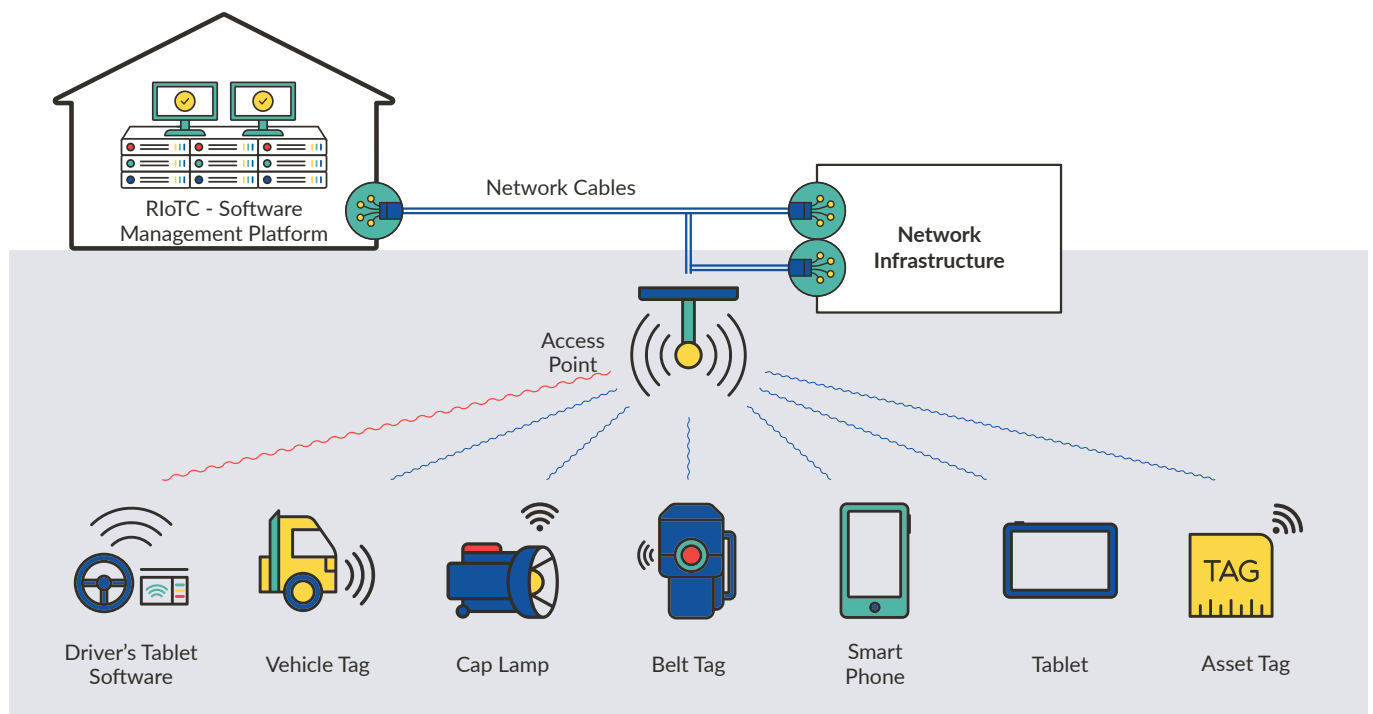 RIoTC - Software
Management Platform
Network Cables
Network
Infrastructure
Access
Point
Driver's Tablet
Software
Vehicle Tag
Cap Lamp
Belt Tag
Smart
Phone
Tablet
TAG
Asset Tag